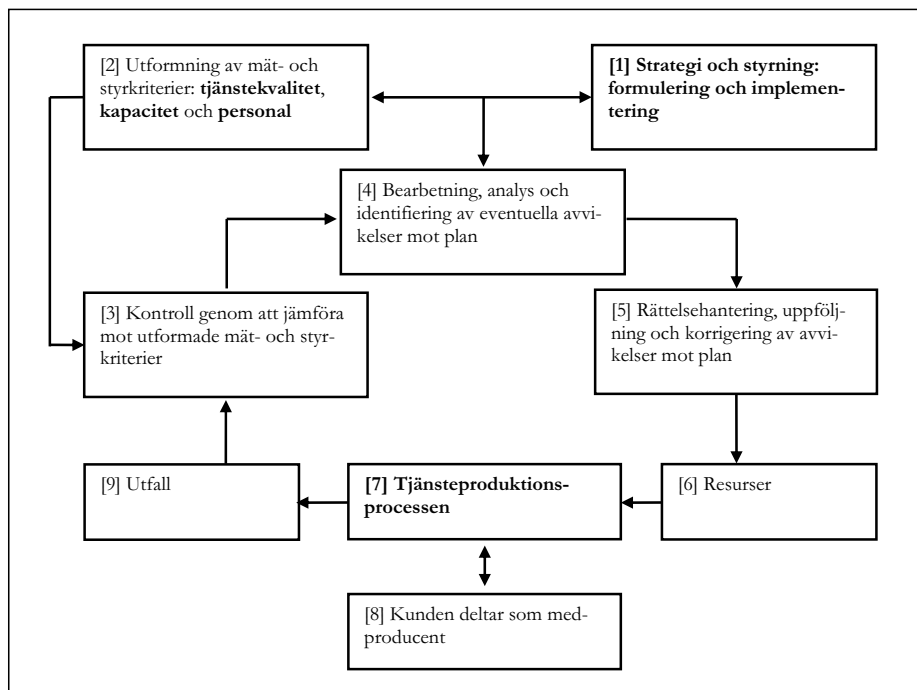 [2] Utformning av mät- och
styrkriterier: tjänstekvalitet,
kapacitet och personal
[1] Strategi och styrning:
formulering och implemen-
tering
[4] Bearbetning, analys och
identifiering av eventuella avvi-
kelser mot plan
[3] Kontroll genom att jämföra
mot utformade mät- och styr-
kriterier
[5] Rättelsehantering, uppfölj-
ning och korrigering av avvi-
kelser mot plan
[9] Utfall
[7] Tjänsteproduktions-
processen
[6] Resurser
[8] Kunden deltar som med-
producent